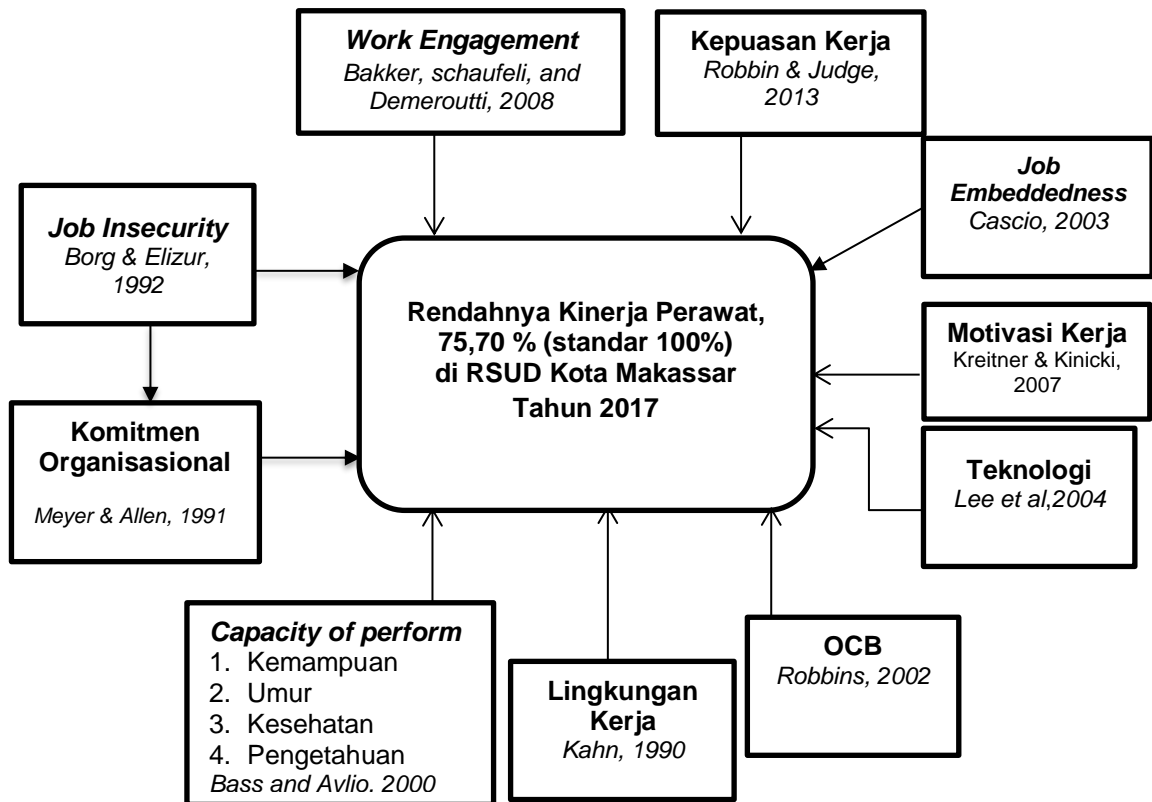 Work Engagement
Bakker, schaufeli, and
Demeroutti, 2008
Kepuasan Kerja
Robbin & Judge,
2013
Job
Embeddedness
Cascio, 2003
Job Insecurity
Borg & Elizur,
1992
Rendahnya Kinerja Perawat,
75,70 % (standar 100%)
di RSUD Kota Makassar
Tahun 2017
Motivasi Kerja
Kreitner & Kinicki,
2007
Komitmen
Organisasional
Meyer & Allen, 1991
Teknologi
Lee et al,2004
Capacity of perform
1. Kemampuan
2. Umur
3. Kesehatan
4. Pengetahuan
Bass and Avlio. 2000
Lingkungan
Kerja
Kahn, 1990
OCB
Robbins, 2002